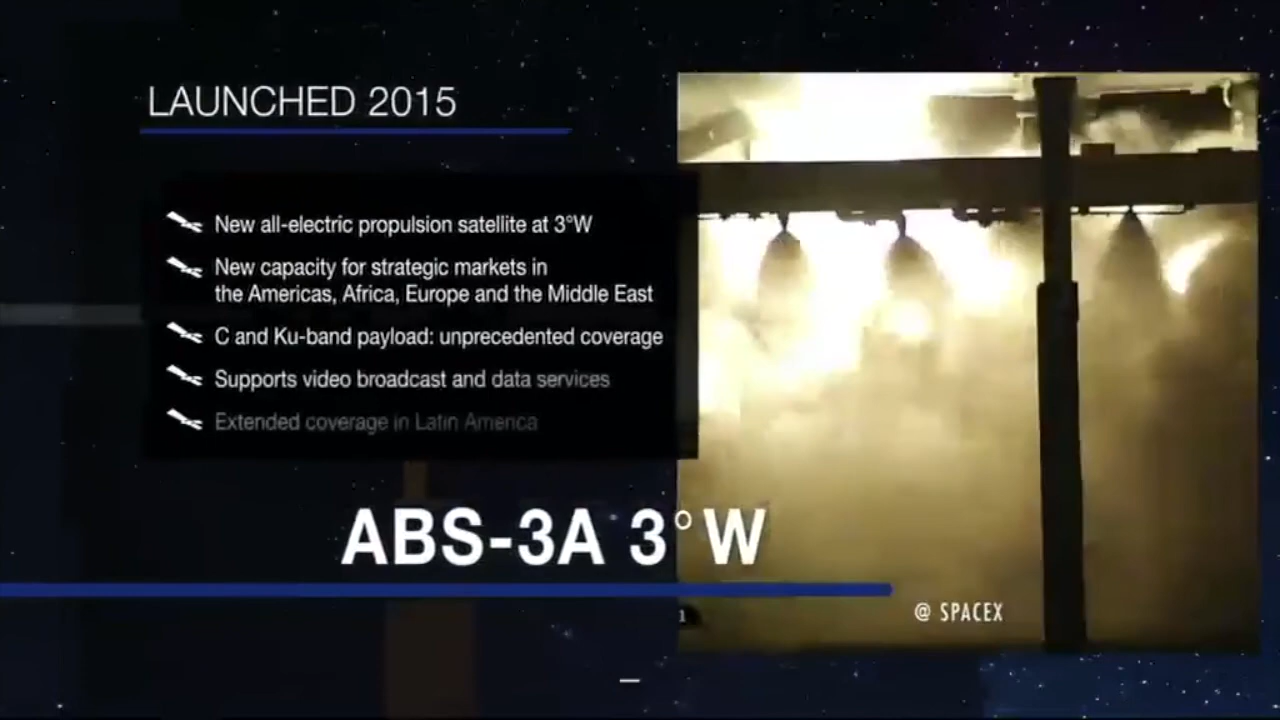 LAUNCHED 2015
New all-electric propulsion satellite at 3°W
New capacity for strategic markets in
the Americas, Africa, Europe and the Middle East
C and Ku-band payload: unprecedented coverage
Supports video broadcast and data services
Extended coverage in Latin America
ABS-3A 3°W
@ SPACEX